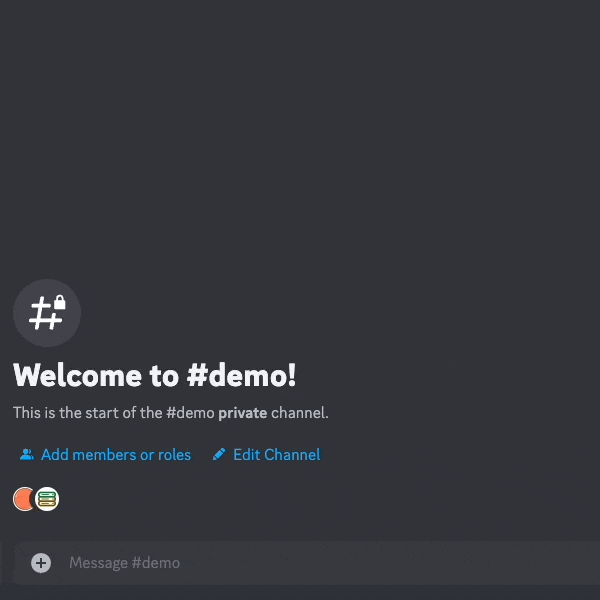 Welcome to #demo!
This is the start of the #demo private channel.
Add members or roles Edit Channel
Message #demo